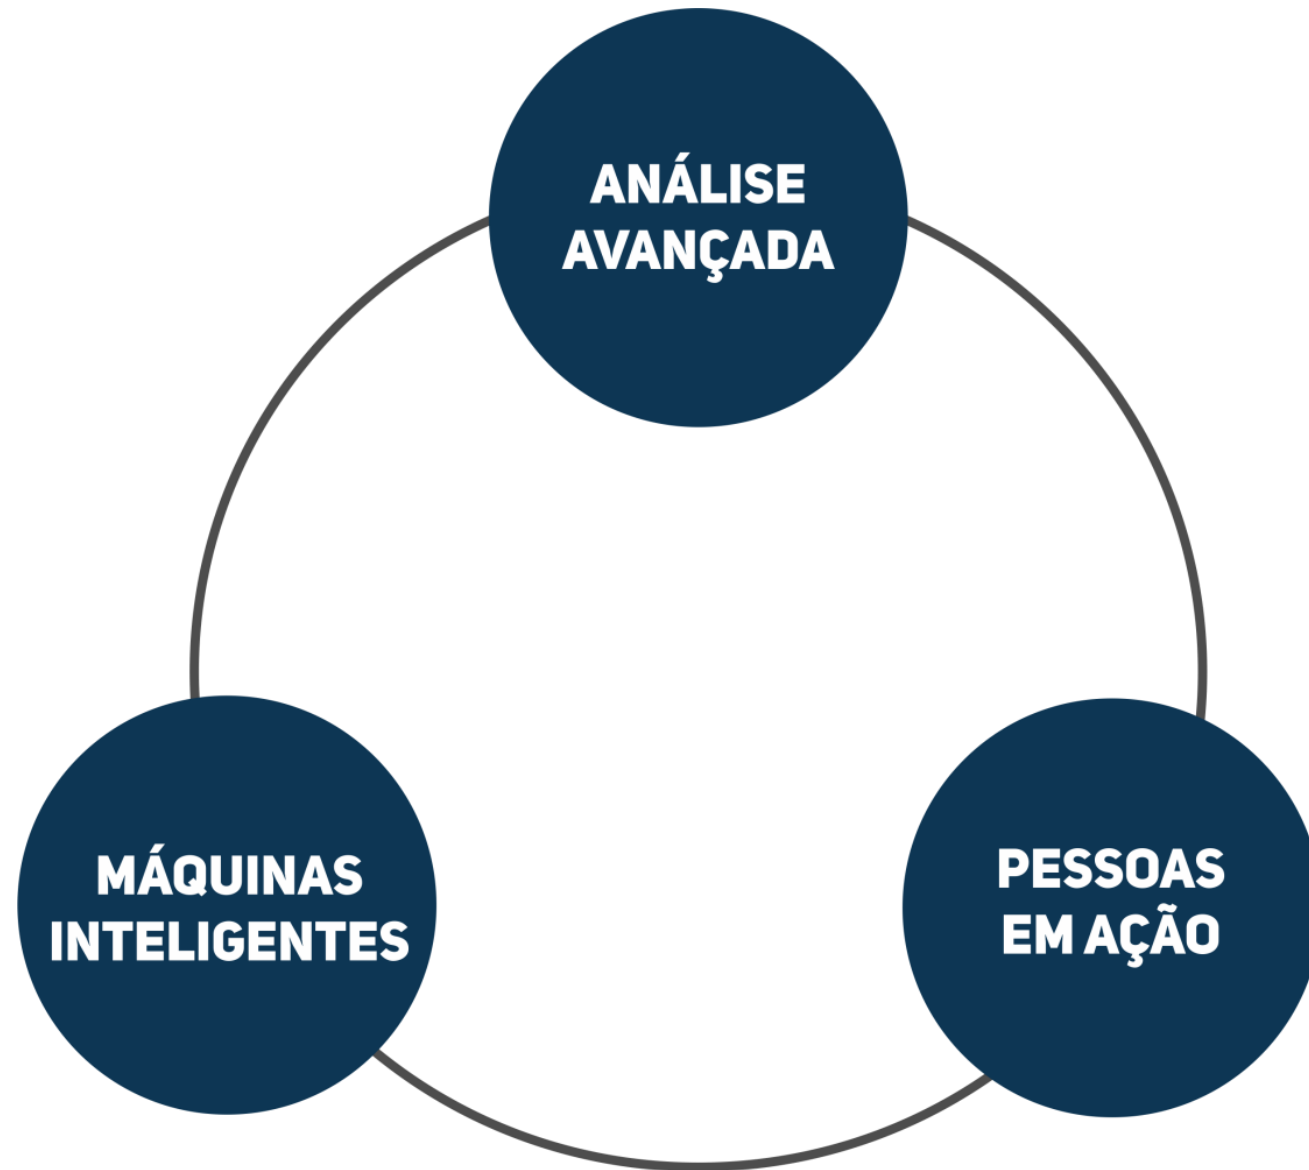 ANÁLISE
AVANÇADA
MÁQUINAS
INTELIGENTES
PESSOAS
EM AÇÃO